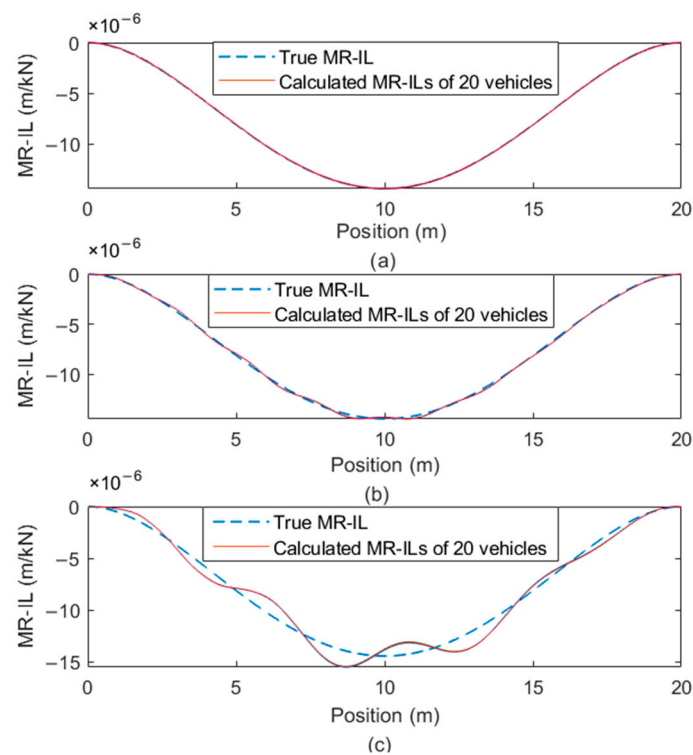 ×10⁻⁶
0
−5
−10
MR-IL (m/kN)
True MR-IL
Calculated MR-ILs of 20 vehicles
0 5 10 15 20
Position (m)
(a)
×10⁻⁶
0
−5
−10
MR-IL (m/kN)
True MR-IL
Calculated MR-ILs of 20 vehicles
0 5 10 15 20
Position (m)
(b)
×10⁻⁶
0
−5
−10
−15
MR-IL (m/kN)
True MR-IL
Calculated MR-ILs of 20 vehicles
0 5 10 15 20
Position (m)
(c)